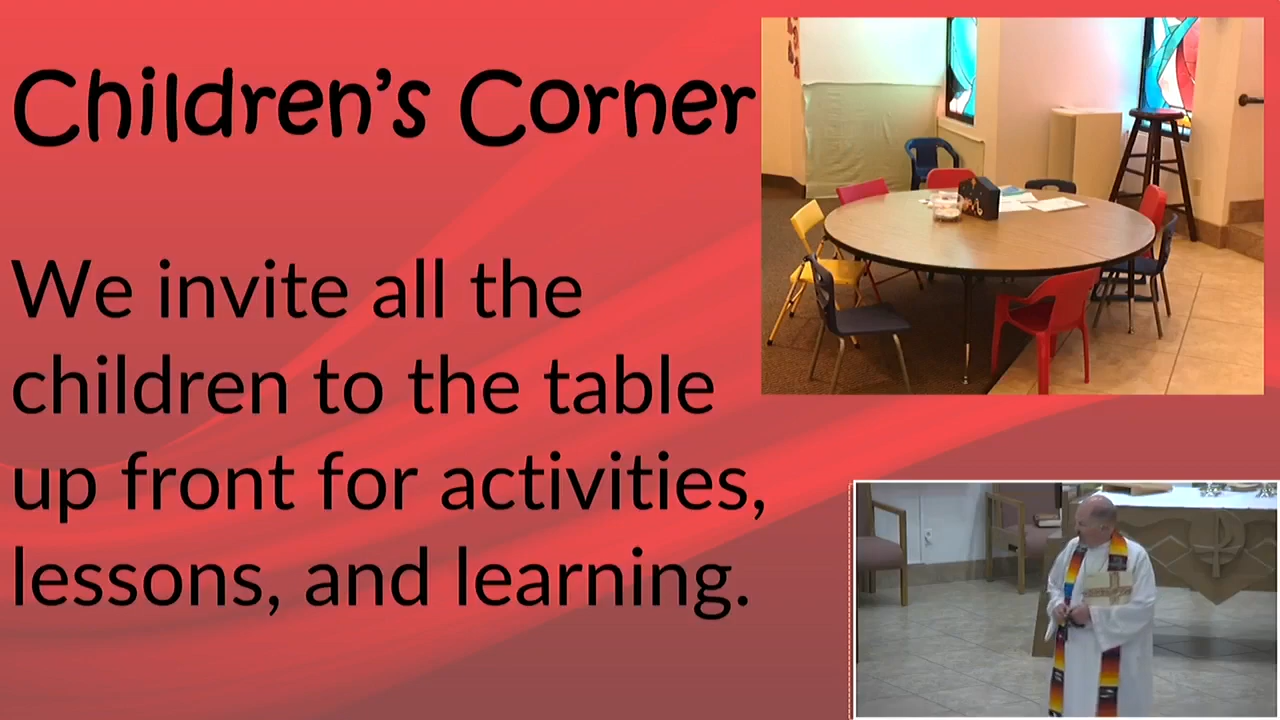 Children's Corner
We invite all the
children to the table
up front for activities,
lessons, and learning.